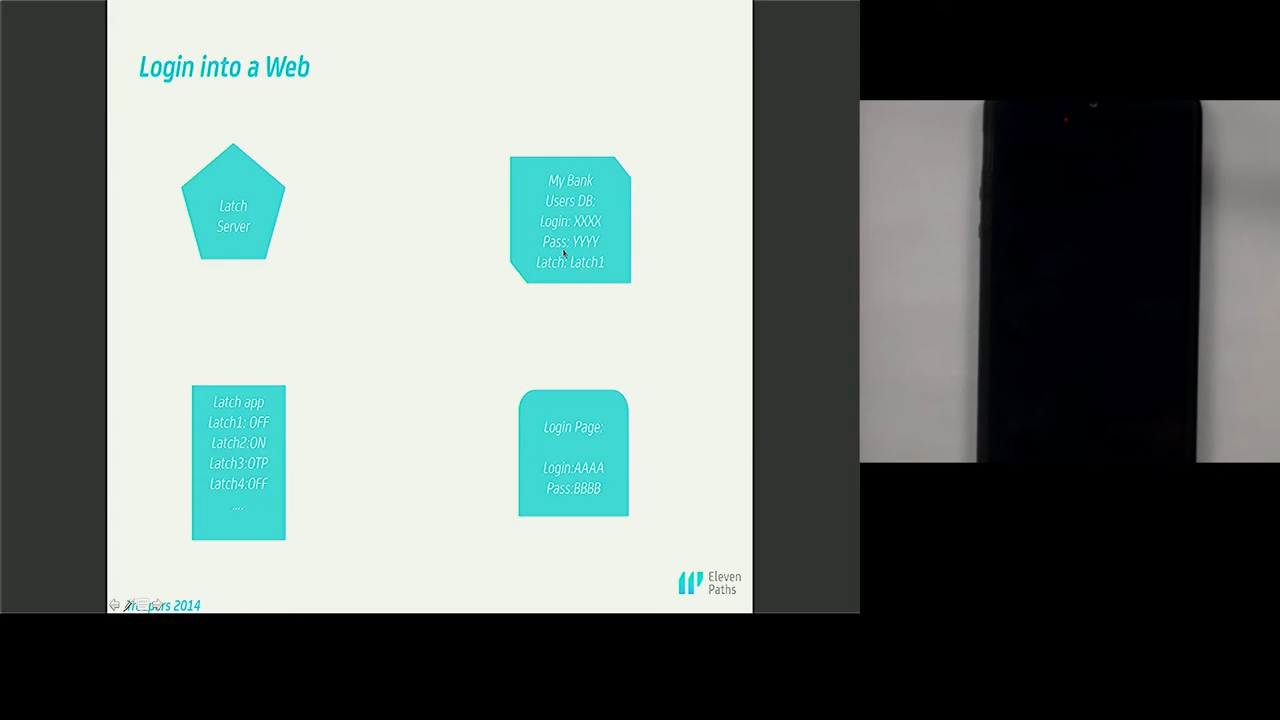 Login into a Web
Latch
Server
My Bank
Users DB:
Login: XXXX
Pass: YYYY
Latch: Latch1
Latch app
Latch1: OFF
Latch2:ON
Latch3:OTP
Latch4:OFF
....
Login Page:
Login:AAAA
Pass:BBBB
Eleven
Paths
2014